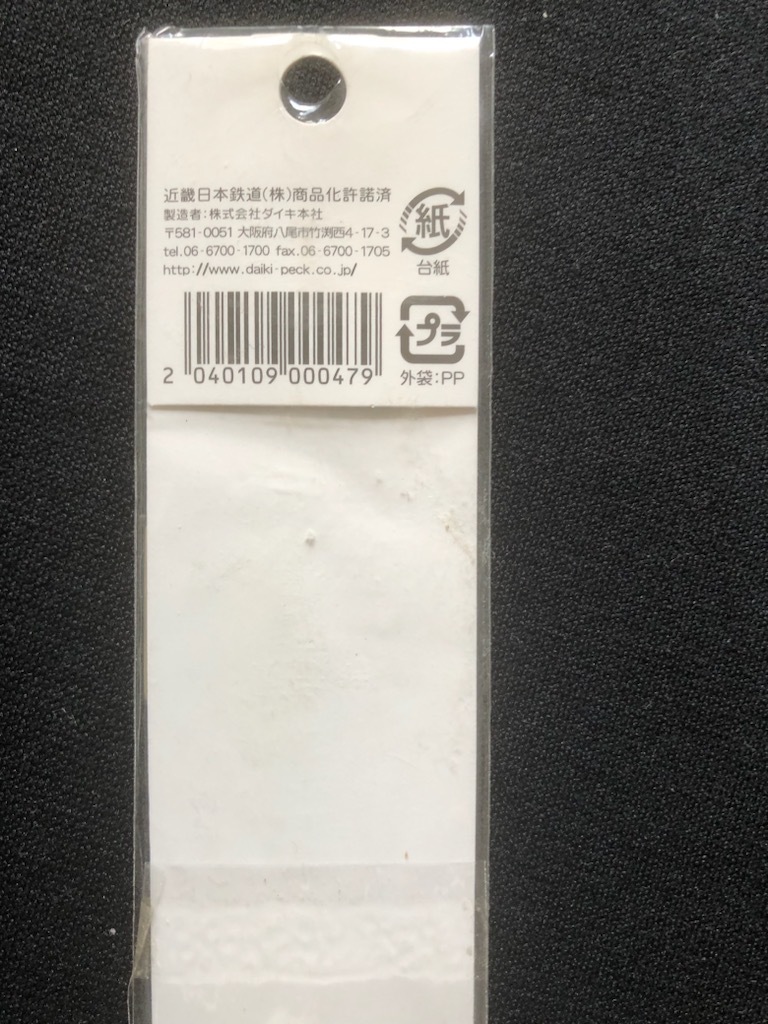 近畿日本鉄道(株)商品化許諾済
製造者:株式会社ダイキ本社
〒581-0051 大阪府八尾市竹渕西4-17-3
tel.06-6700-1700 fax.06-6700-1705
http://www.daiki-peck.co.jp/
紙
台紙
プラ
外袋:PP
2 040109 000479